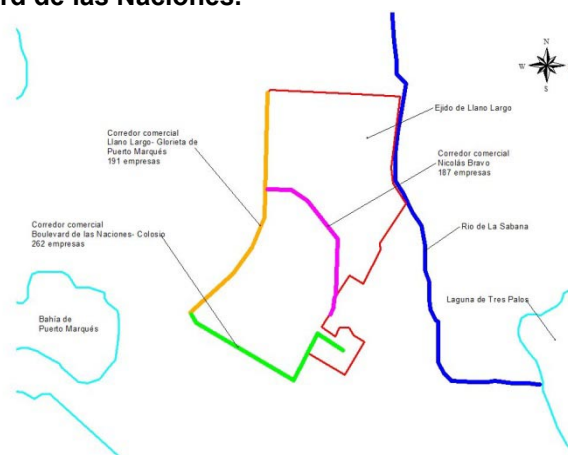 rd de las Naciones.
N
W
E
S
Ejido de Llano Largo
Corredor comercial
Llano Largo- Glorieta de
Puerto Marqués
191 empresas
Corredor comercial
Nicolás Bravo
187 empresas
Corredor comercial
Boulevard de las Naciones- Colosio
262 empresas
Rio de La Sabana
Laguna de Tres Palos
Bahía de
Puerto Marqués